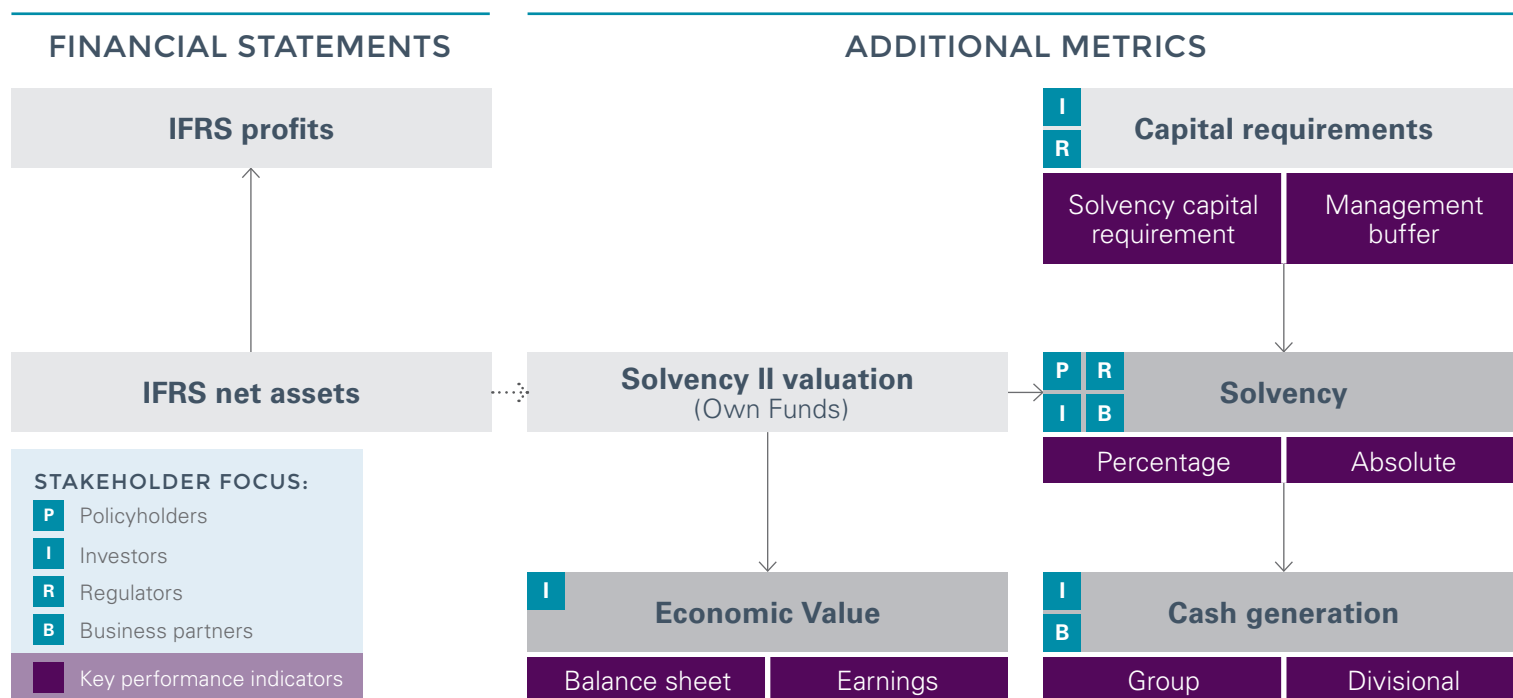 FINANCIAL STATEMENTS
ADDITIONAL METRICS
IFRS profits
I
R
Capital requirements
Solvency capital
requirement
Management
buffer
IFRS net assets
Solvency II valuation
(Own Funds)
P R
I B
Solvency
Percentage
Absolute
STAKEHOLDER FOCUS:
P Policyholders
I Investors
R Regulators
B Business partners
Key performance indicators
I
Economic Value
Balance sheet
Earnings
I
B
Cash generation
Group
Divisional